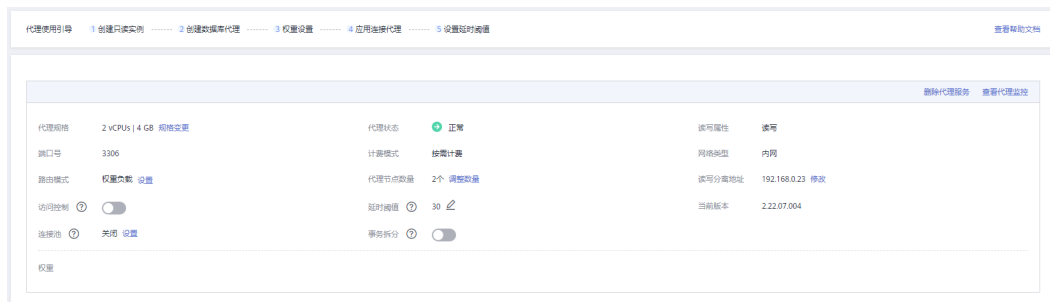 代理使用引导 1 创建只读实例 ------- 2 创建数据库代理 ------- 3 权重设置 ------- 4 应用连接代理 ------- 5 设置延时阈值 查看帮助文档
删除代理服务 查看代理监控
代理规格 2 vCPUs | 4 GB 规格变更 代理状态 正常 读写属性 读写
端口号 3306 计费模式 按需计费 网络类型 内网
路由模式 权重负载 设置 代理节点数量 2个 调整数量 读写分离地址 192.168.0.23 修改
访问控制 ? 延时阈值 ? 30 当前版本 2.22.07.004
连接池 ? 关闭 设置 事务拆分 ?
权重